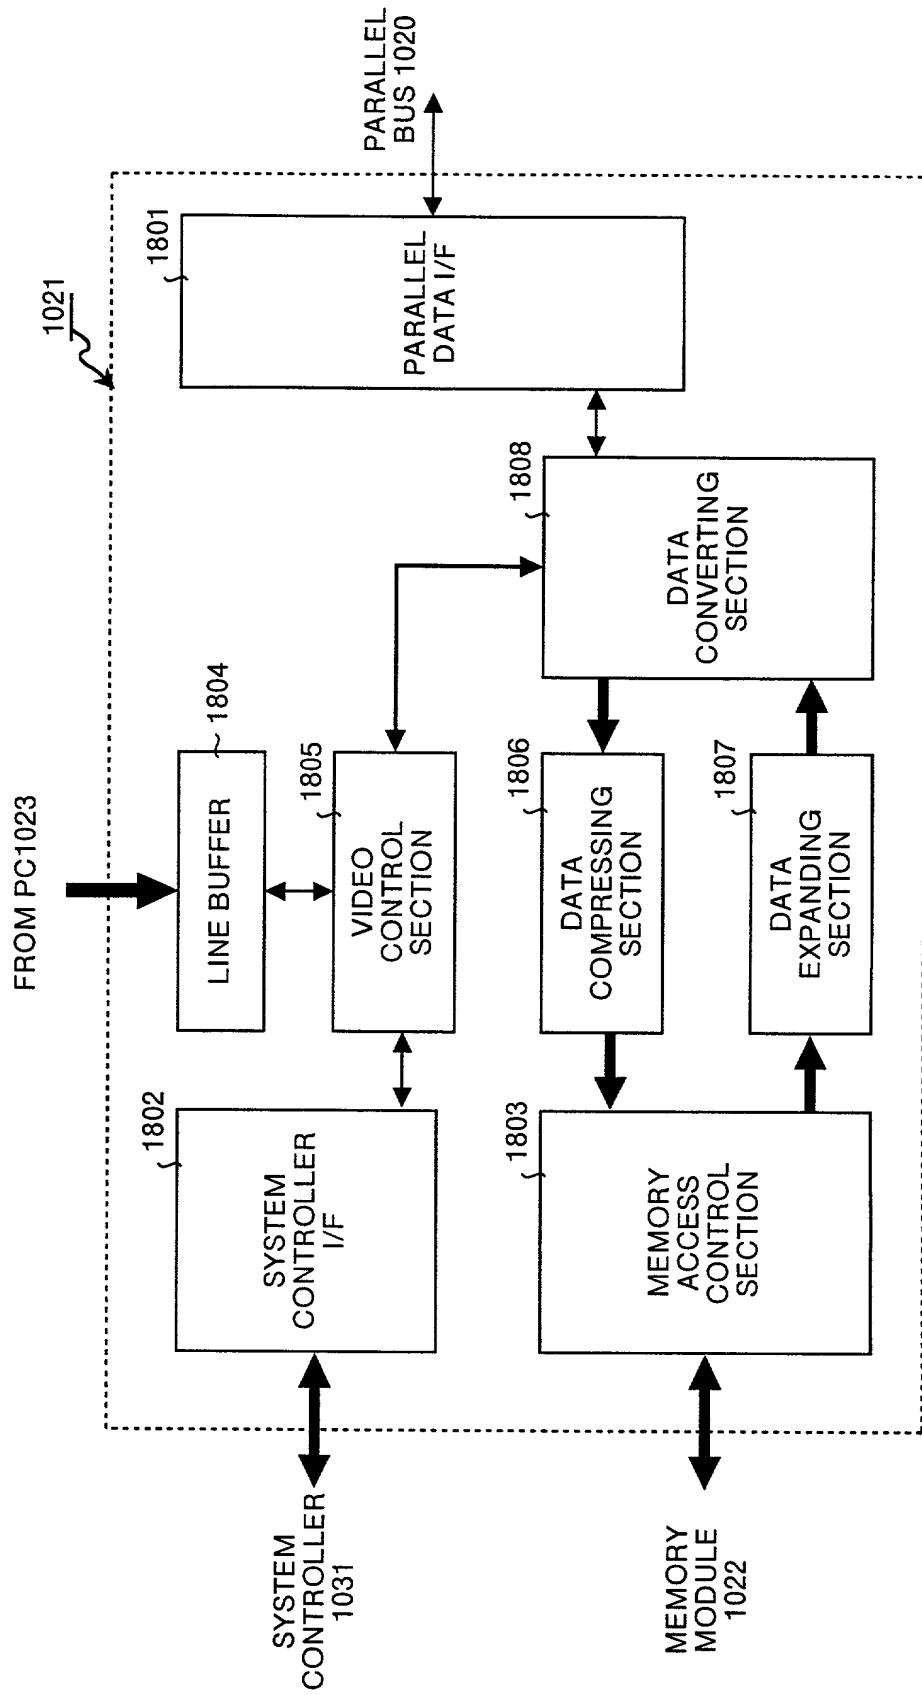 FROM PC1023
1021
SYSTEM
CONTROLLER
1031
1802
SYSTEM
CONTROLLER
I/F
LINE BUFFER
1804
1805
VIDEO
CONTROL
SECTION
1801
PARALLEL
DATA I/F
PARALLEL
BUS 1020
MEMORY
MODULE
1022
1803
MEMORY
ACCESS
CONTROL
SECTION
1806
DATA
COMPRESSING
SECTION
1807
DATA
EXPANDING
SECTION
1808
DATA
CONVERTING
SECTION